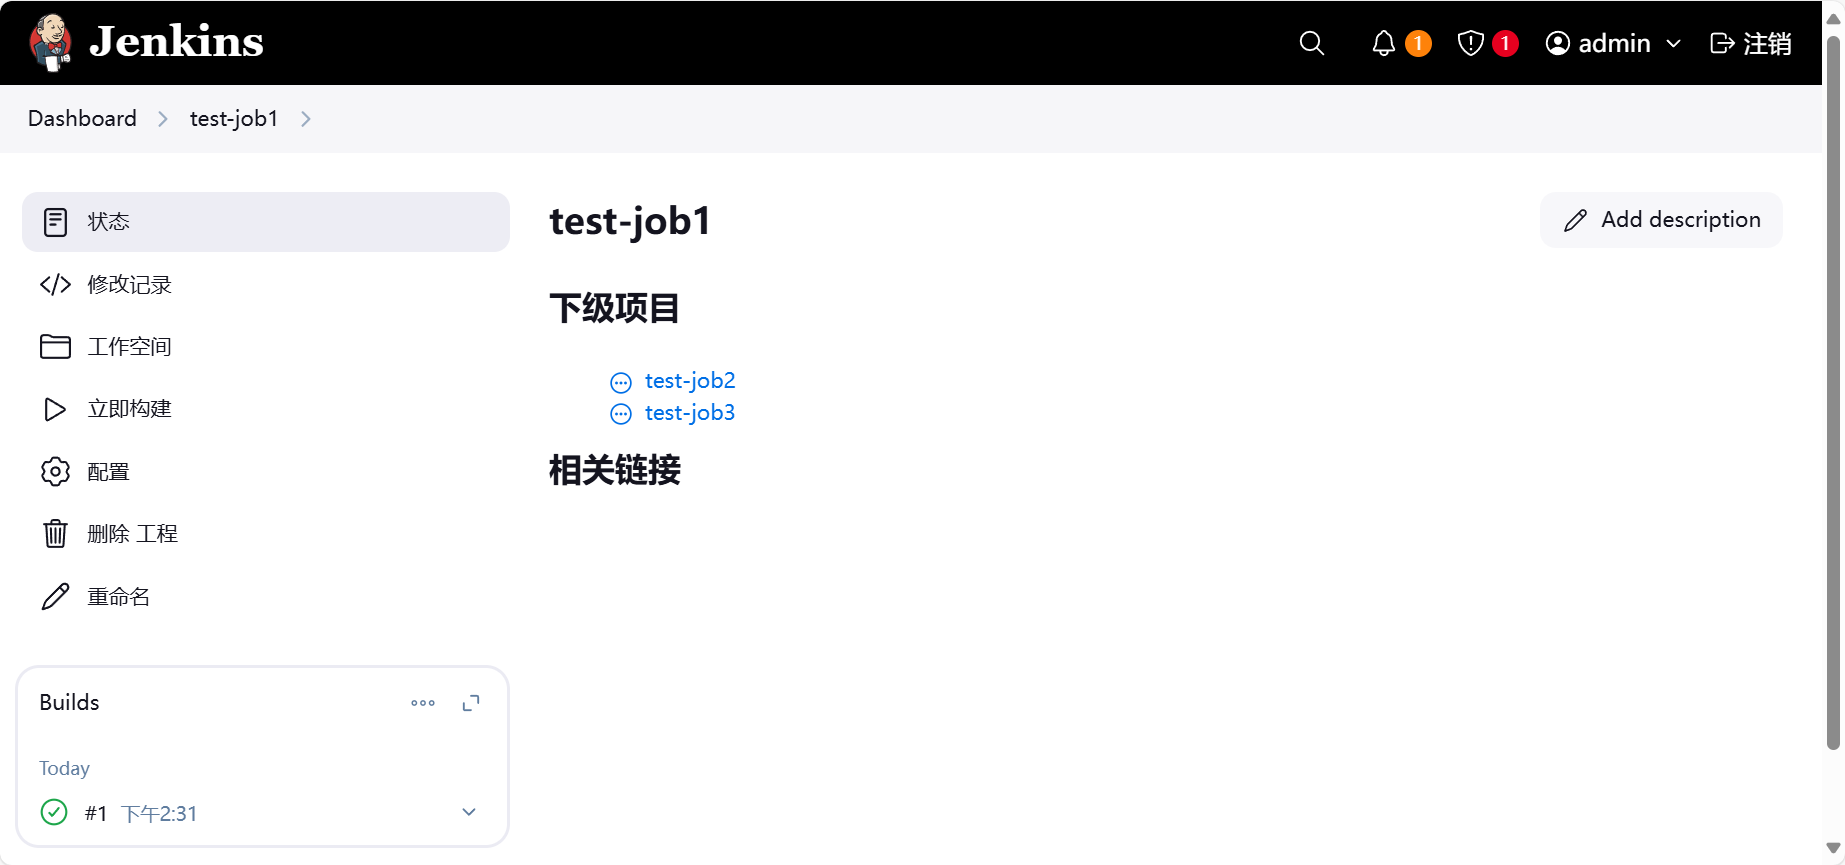 Jenkins
1
1
admin
注销
Dashboard
test-job1
状态
修改记录
工作空间
立即构建
配置
删除 工程
重命名
Builds
Today
#1 下午2:31
test-job1
Add description
下级项目
test-job2
test-job3
相关链接